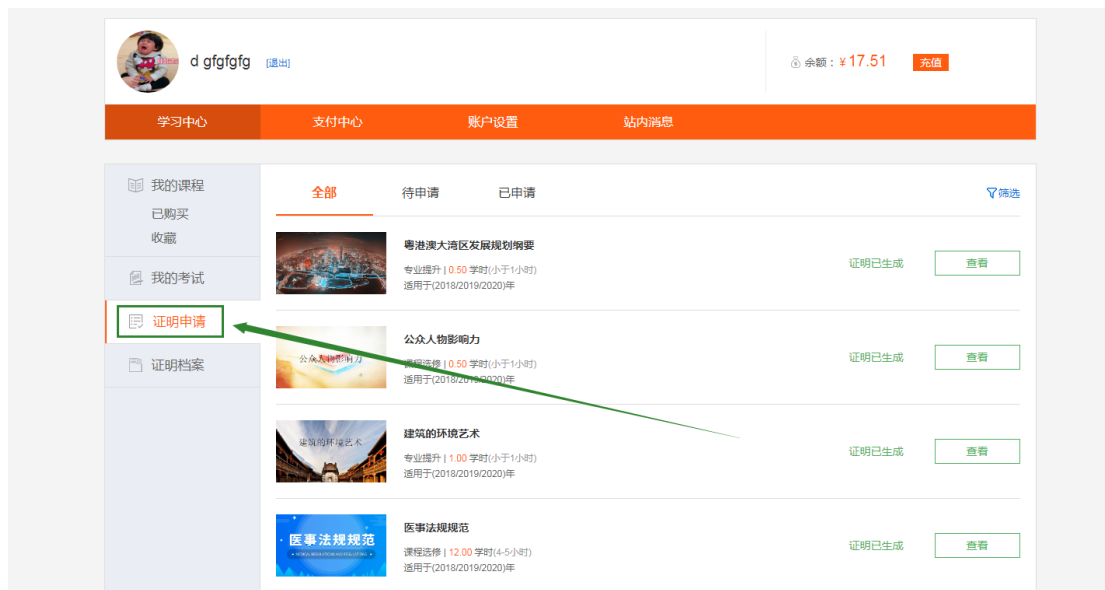 d gfgfgfg [退出]
余额：¥17.51 充值
学习中心 支付中心 账户设置 站内消息
我的课程
已购买
收藏
我的考试
证明申请
证明档案
全部 待申请 已申请 筛选
粤港澳大湾区发展规划纲要
专业提升 | 0.50 学时(小于1小时)
适用于(2018/2019/2020)年
证明已生成 查看
公众人物影响力
公众人物影响力
课程选修 | 0.50 学时(小于1小时)
适用于(2018/2019/2020)年
证明已生成 查看
建筑的环境艺术
建筑的环境艺术
专业提升 | 1.00 学时(小于1小时)
适用于(2018/2019/2020)年
证明已生成 查看
医事法规规范
医事法规规范
课程选修 | 12.00 学时(4-5小时)
适用于(2018/2019/2020)年
证明已生成 查看